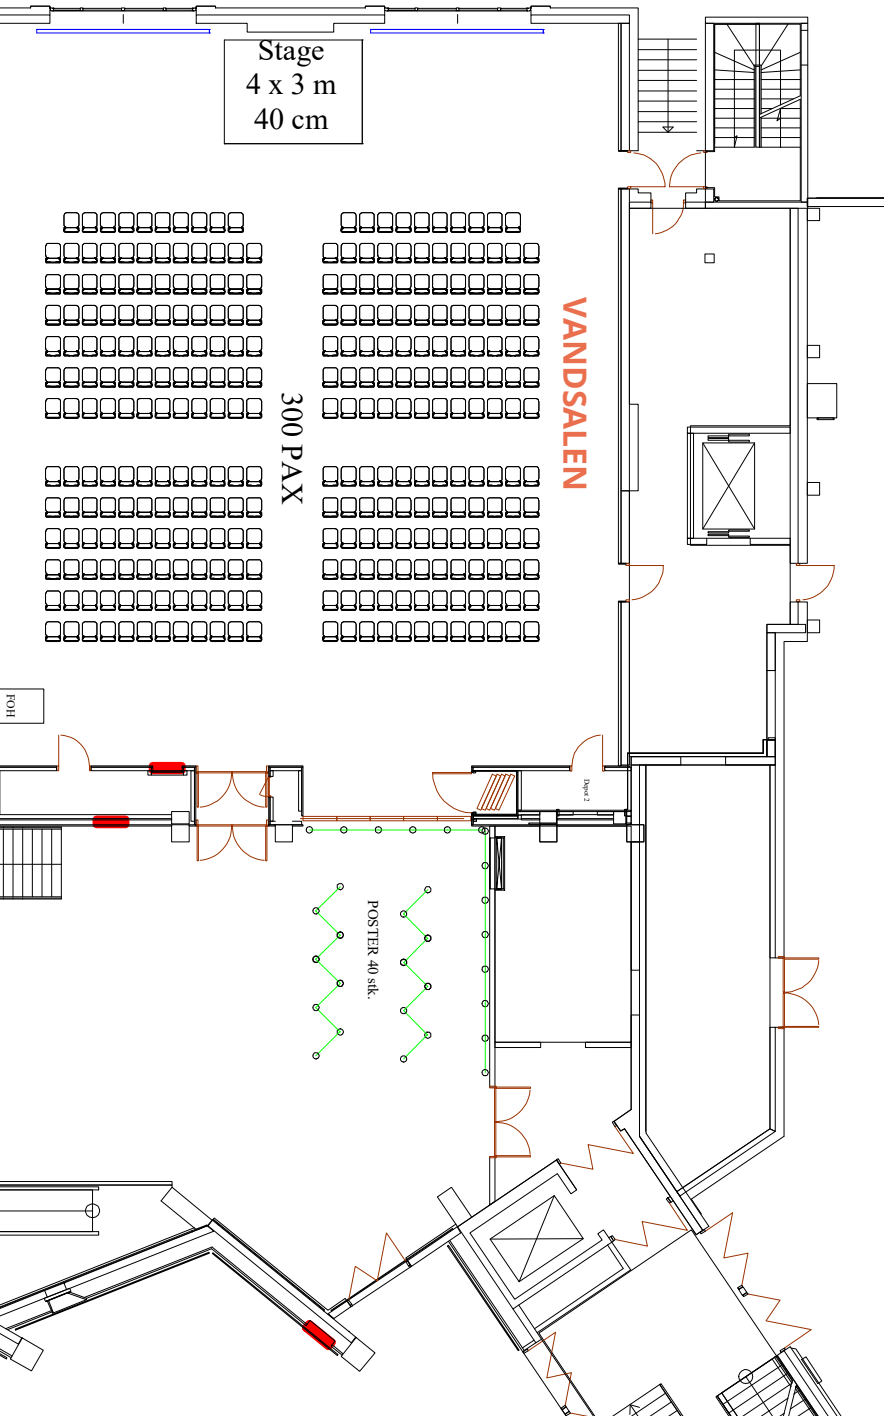 Stage
4 x 3 m
40 cm
VANDSALEN
300 PAX
FOH
Depot 2
POSTER 40 stk.